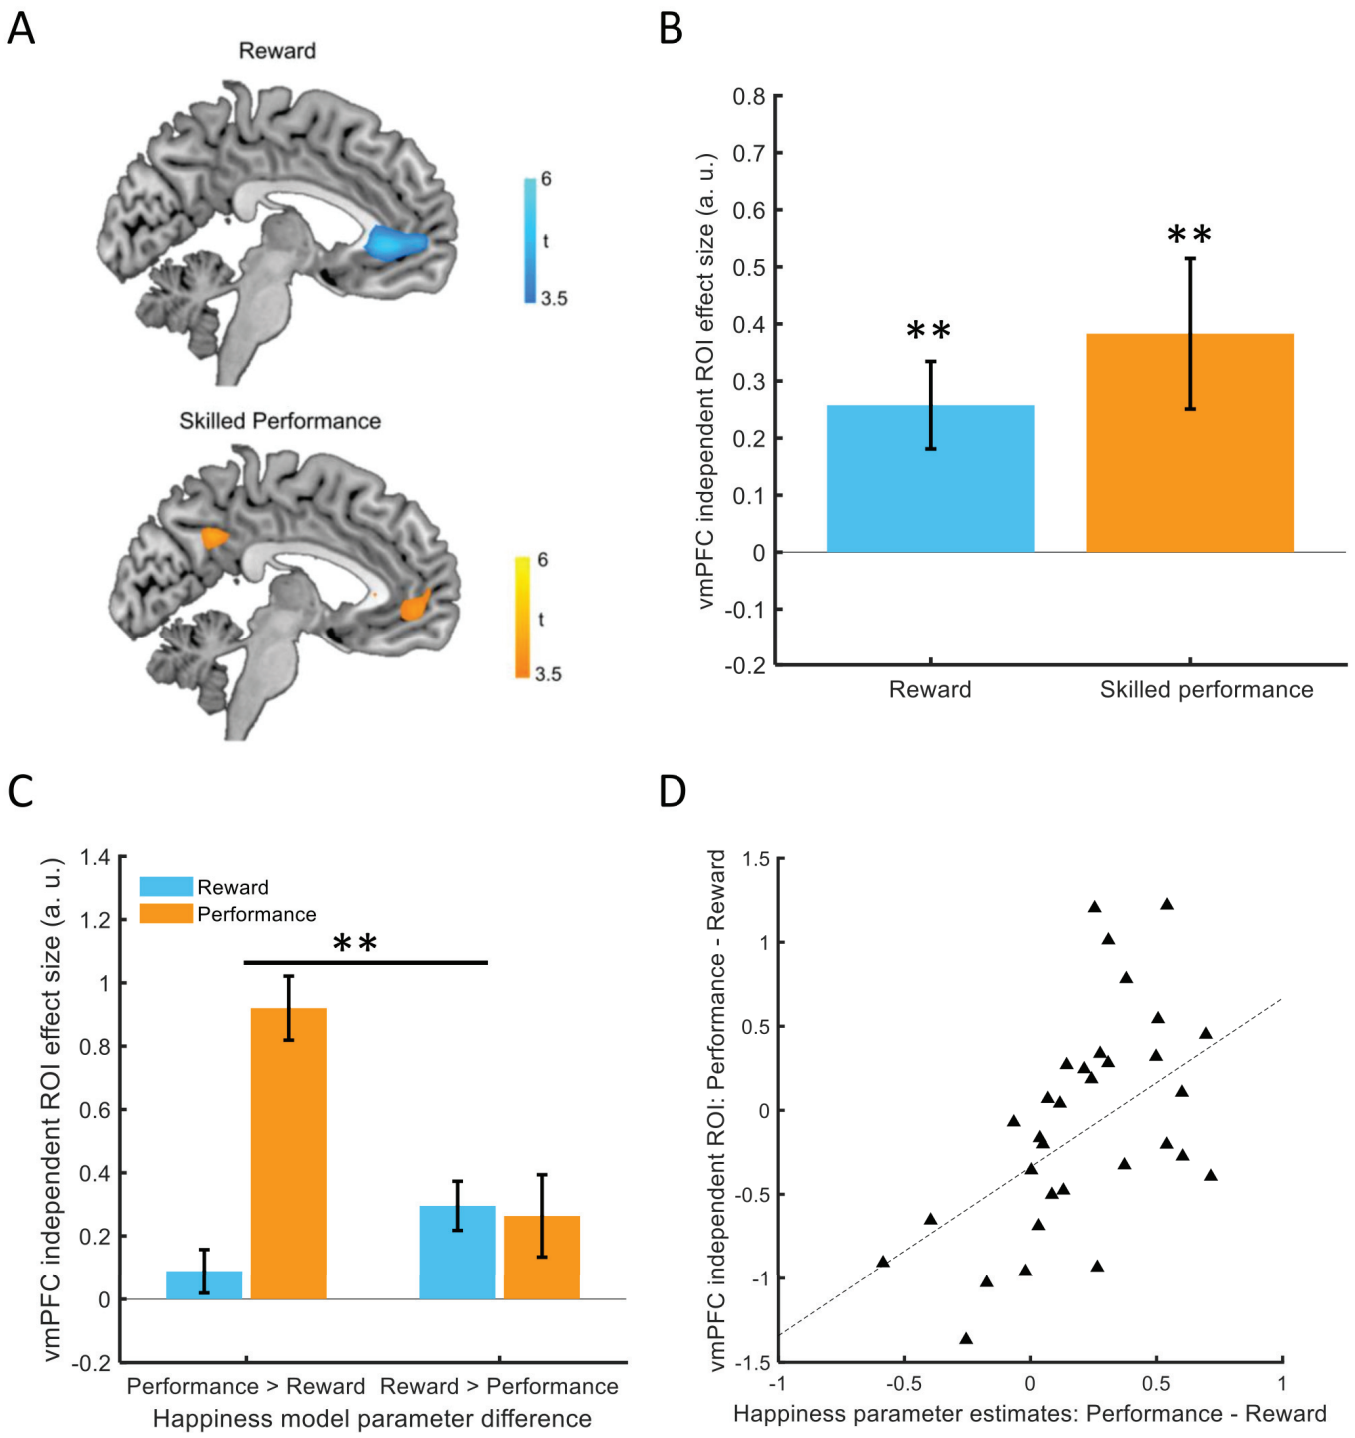 A
Reward
6
t
3.5
Skilled Performance
6
t
3.5
B
vmPFC independent ROI effect size (a. u.)
0.8
0.7
0.6
0.5
0.4
0.3
0.2
0.1
0
-0.1
-0.2
**
**
Reward
Skilled performance
C
vmPFC independent ROI effect size (a. u.)
1.4
1.2
1
0.8
0.6
0.4
0.2
0
-0.2
Reward
Performance
**
Performance > Reward
Reward > Performance
Happiness model parameter difference
D
vmPFC independent ROI: Performance - Reward
1.5
1
0.5
0
-0.5
-1
-1.5
-1
-0.5
0
0.5
1
Happiness parameter estimates: Performance - Reward